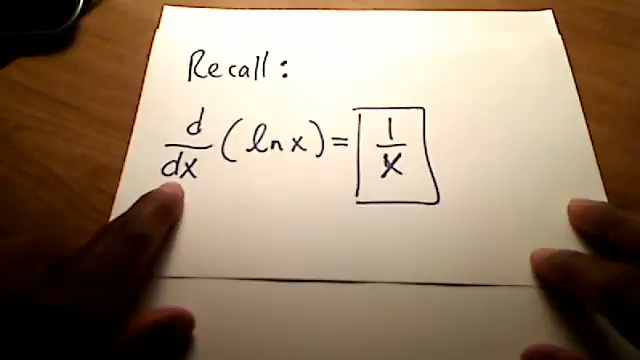 Recall:
d/dx (ln x) = 1/x